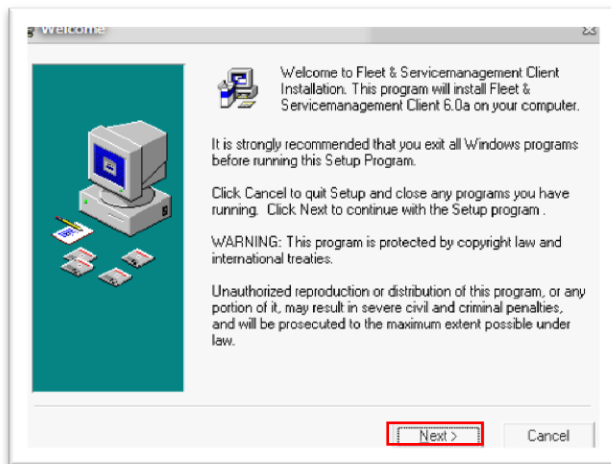 Welcome
Welcome to Fleet & Servicemanagement Client
Installation. This program will install Fleet &
Servicemanagement Client 6.0a on your computer.
It is strongly recommended that you exit all Windows programs
before running this Setup Program.
Click Cancel to quit Setup and close any programs you have
running. Click Next to continue with the Setup program .
WARNING: This program is protected by copyright law and
international treaties.
Unauthorized reproduction or distribution of this program, or any
portion of it, may result in severe civil and criminal penalties,
and will be prosecuted to the maximum extent possible under
law.
Next >
Cancel